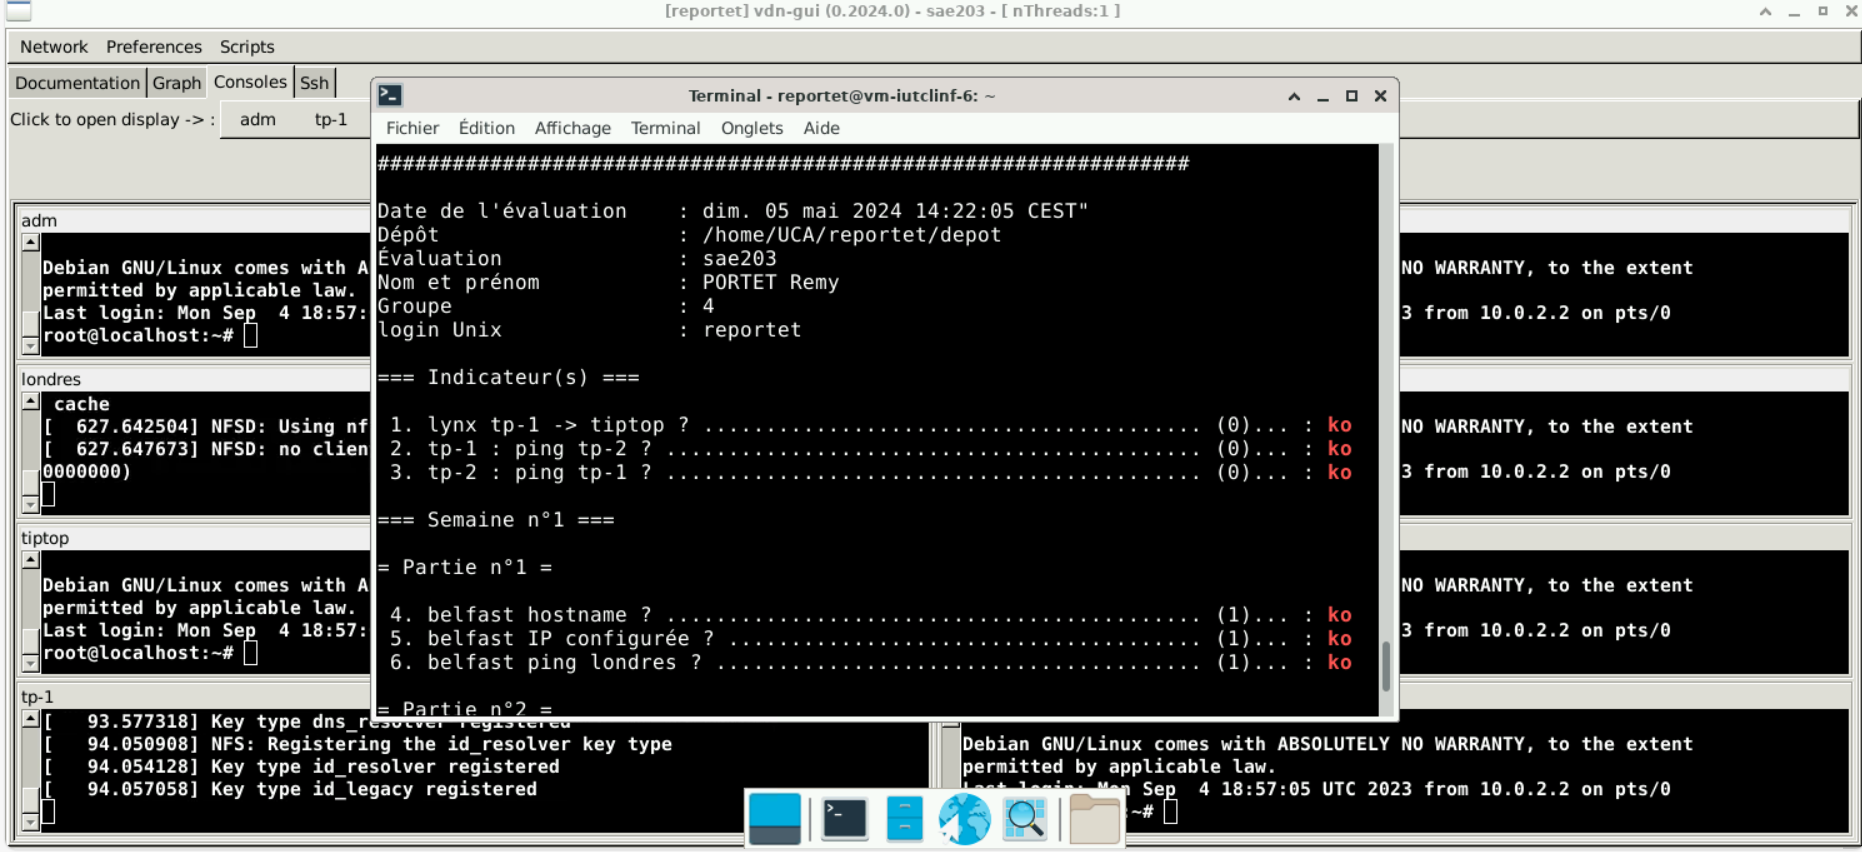 [reportet] vdn-gui (0.2024.0) - sae203 - [ nThreads:1 ]
Network Preferences Scripts
Documentation Graph Consoles Ssh
Click to open display -> : adm tp-1
Terminal - reportet@vm-iutclinf-6: ~
Fichier Édition Affichage Terminal Onglets Aide
#################################################################
Date de l'évaluation : dim. 05 mai 2024 14:22:05 CEST"
Dépôt : /home/UCA/reportet/depot
Évaluation : sae203
Nom et prénom : PORTET Remy
Groupe : 4
login Unix : reportet
=== Indicateur(s) ===
1. lynx tp-1 -> tiptop ? ........................................ (0)... : ko
2. tp-1 : ping tp-2 ? ........................................... (0)... : ko
3. tp-2 : ping tp-1 ? ........................................... (0)... : ko
=== Semaine n°1 ===
= Partie n°1 =
4. belfast hostname ? ........................................... (1)... : ko
5. belfast IP configurée ? ...................................... (1)... : ko
6. belfast ping londres ? ....................................... (1)... : ko
= Partie n°2 =
adm
Debian GNU/Linux comes with A
permitted by applicable law.
Last login: Mon Sep 4 18:57:
root@localhost:~#
londres
cache
[ 627.642504] NFSD: Using nf
[ 627.647673] NFSD: no clien
0000000)
tiptop
Debian GNU/Linux comes with A
permitted by applicable law.
Last login: Mon Sep 4 18:57:
root@localhost:~#
tp-1
[ 93.577318] Key type dns_resolver registered
[ 94.050908] NFS: Registering the id_resolver key type
[ 94.054128] Key type id_resolver registered
[ 94.057058] Key type id_legacy registered
NO WARRANTY, to the extent
3 from 10.0.2.2 on pts/0
NO WARRANTY, to the extent
3 from 10.0.2.2 on pts/0
NO WARRANTY, to the extent
3 from 10.0.2.2 on pts/0
Debian GNU/Linux comes with ABSOLUTELY NO WARRANTY, to the extent
permitted by applicable law.
Last login: Mon Sep 4 18:57:05 UTC 2023 from 10.0.2.2 on pts/0
:~#